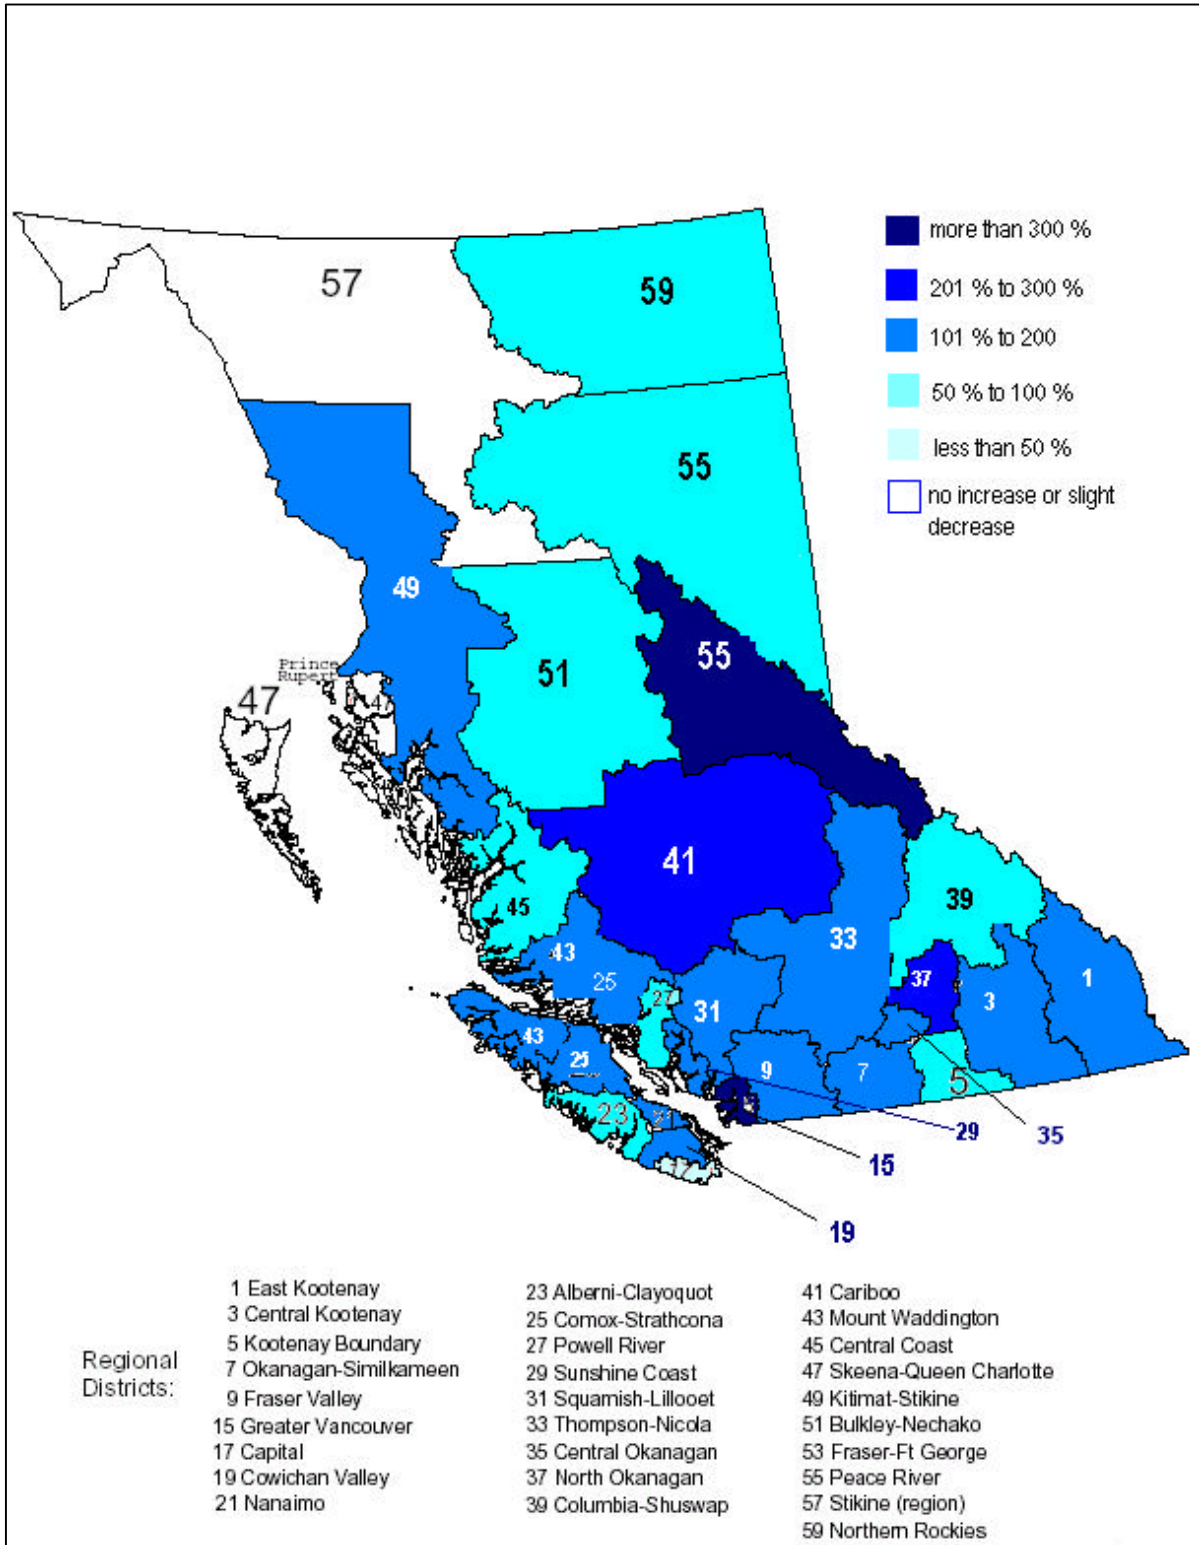 more than 300 %
57
59
201 % to 300 %
101 % to 200
50 % to 100 %
less than 50 %
55
no increase or slight
decrease
49
55
51
Prince
Rupert
47
47
41
39
45
33
43
37
1
25
27
3
31
43
25
9
7
5
23
21
29
35
15
17
19
Regional
Districts:
1 East Kootenay
3 Central Kootenay
5 Kootenay Boundary
7 Okanagan-Similkameen
9 Fraser Valley
15 Greater Vancouver
17 Capital
19 Cowichan Valley
21 Nanaimo
23 Alberni-Clayoquot
25 Comox-Strathcona
27 Powell River
29 Sunshine Coast
31 Squamish-Lillooet
33 Thompson-Nicola
35 Central Okanagan
37 North Okanagan
39 Columbia-Shuswap
41 Cariboo
43 Mount Waddington
45 Central Coast
47 Skeena-Queen Charlotte
49 Kitimat-Stikine
51 Bulkley-Nechako
53 Fraser-Ft George
55 Peace River
57 Stikine (region)
59 Northern Rockies